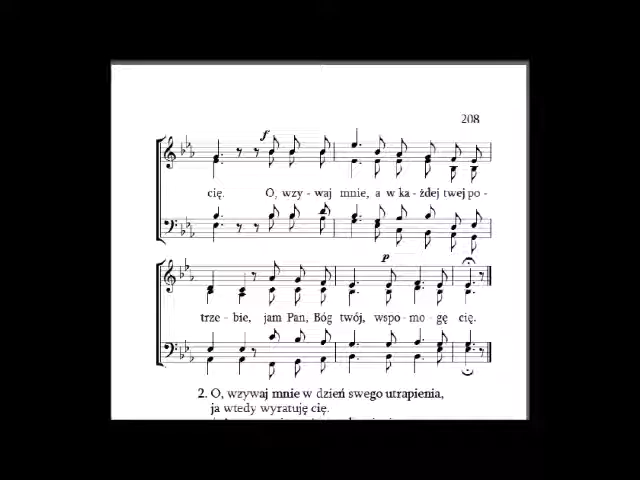 208
f
cię. O, wzy - waj mnie, a w ka - żdej twej po -
p
trze - bie, jam Pan, Bóg twój, wspo - mo - gę cię.
2. O, wzywaj mnie w dzień swego utrapienia,
ja wtedy wyratuję cię.